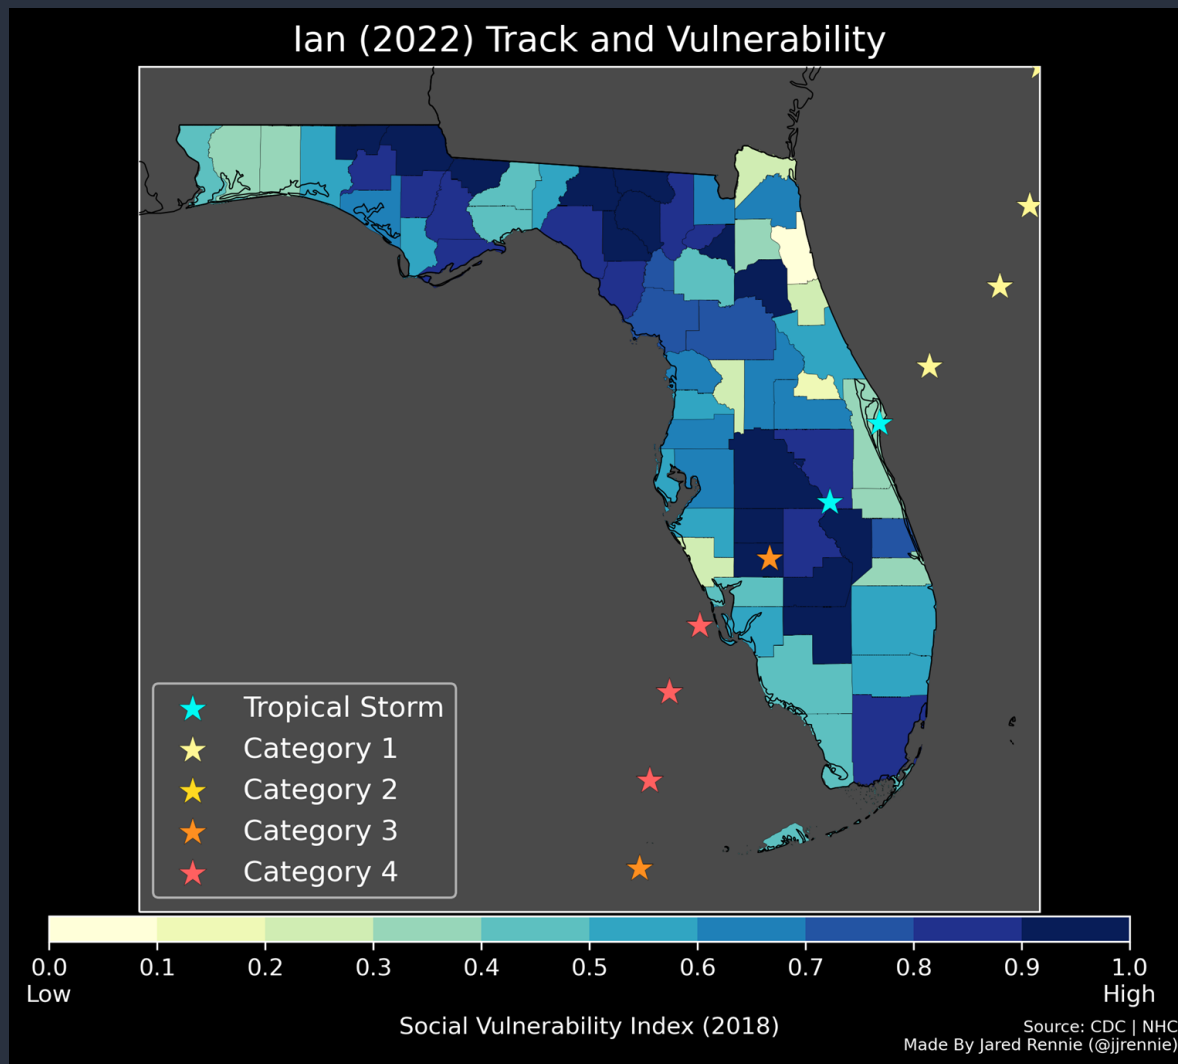 Ian (2022) Track and Vulnerability
Tropical Storm
Category 1
Category 2
Category 3
Category 4
0.0 0.1 0.2 0.3 0.4 0.5 0.6 0.7 0.8 0.9 1.0
Low High
Social Vulnerability Index (2018)
Source: CDC | NHC
Made By Jared Rennie (@jjrennie)